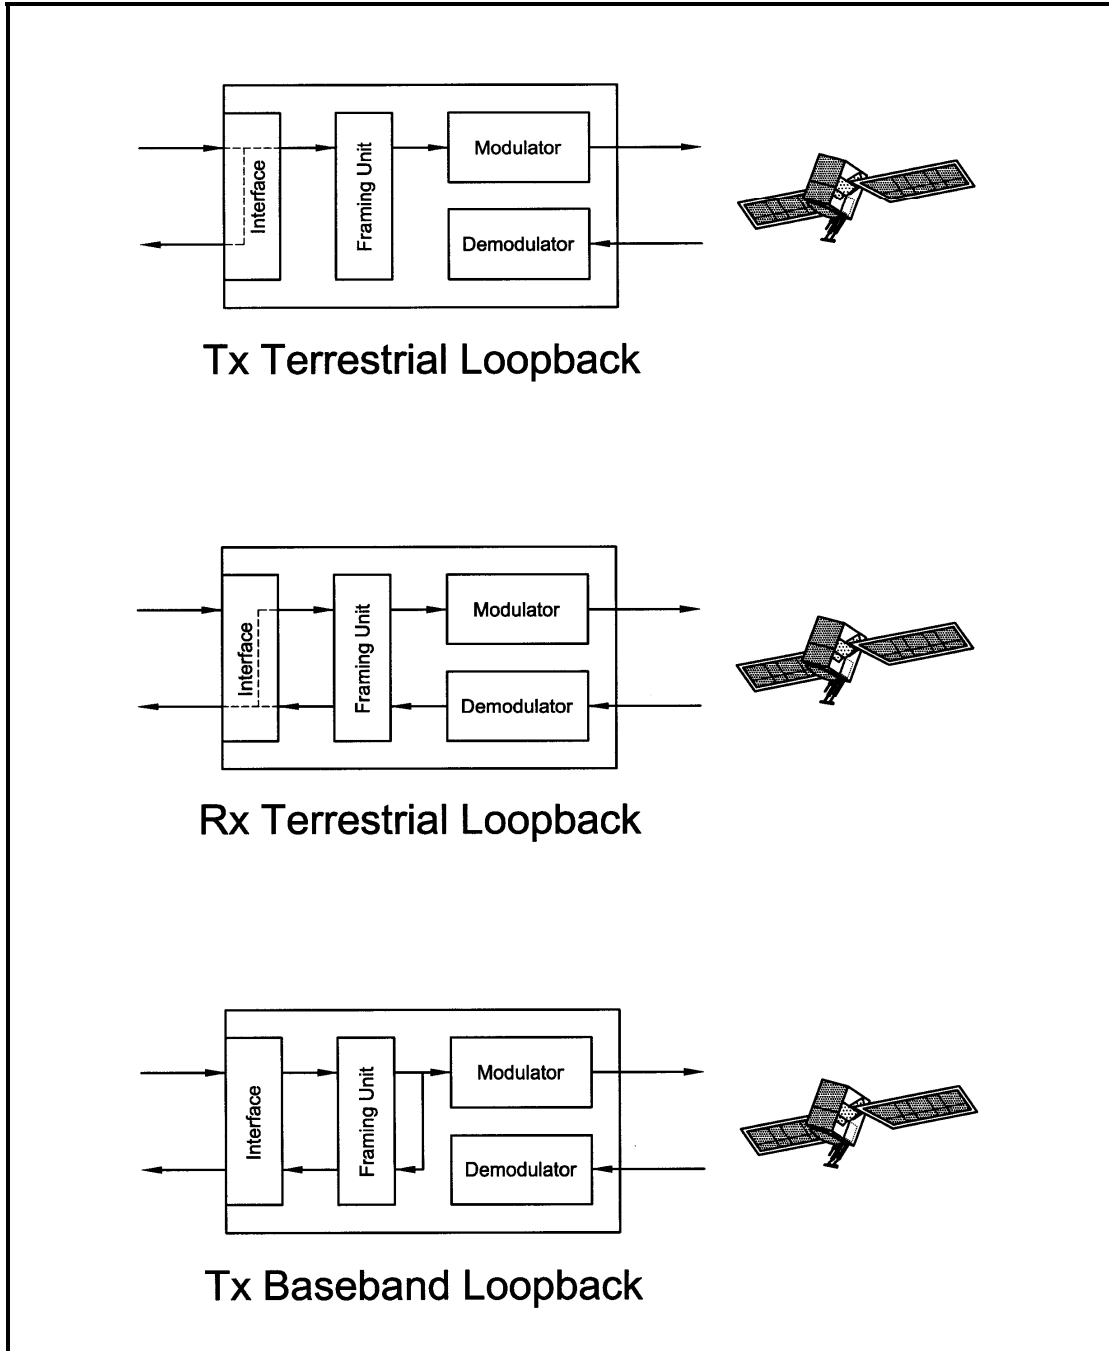 Interface
Framing Unit
Modulator
Demodulator
Tx Terrestrial Loopback
Interface
Framing Unit
Modulator
Demodulator
Rx Terrestrial Loopback
Interface
Framing Unit
Modulator
Demodulator
Tx Baseband Loopback